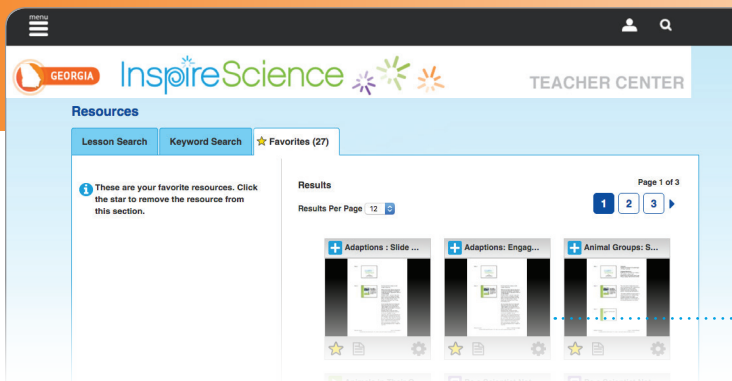 menu
GEORGIA
InspireScience
TEACHER CENTER
Resources
Lesson Search
Keyword Search
Favorites (27)
These are your favorite resources. Click
the star to remove the resource from
this section.
Results
Results Per Page 12
Page 1 of 3
1 2 3
Adaptions : Slide ...
Adaptions: Engag...
Animal Groups: S...